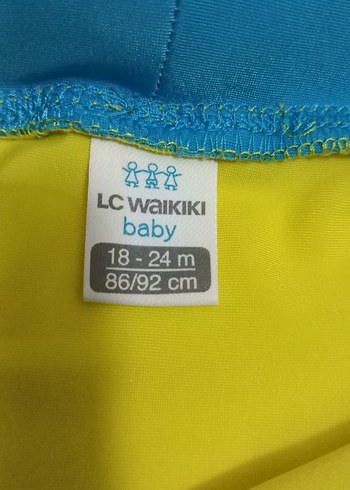 LC WAIKIKI
baby
18 - 24 m
86/92 cm